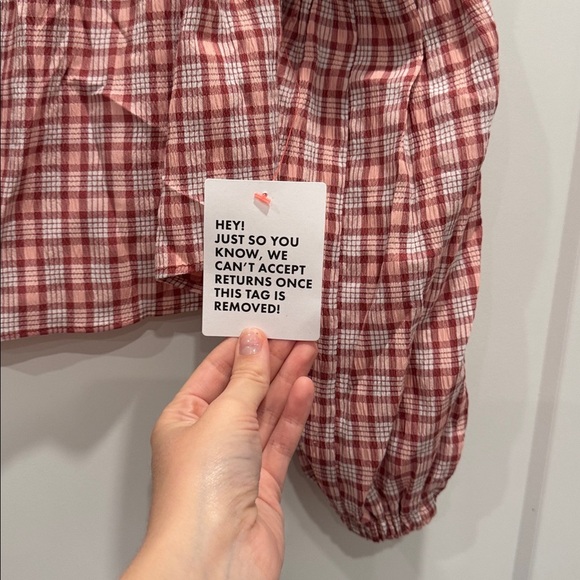 HEY!
JUST SO YOU
KNOW, WE
CAN'T ACCEPT
RETURNS ONCE
THIS TAG IS
REMOVED!